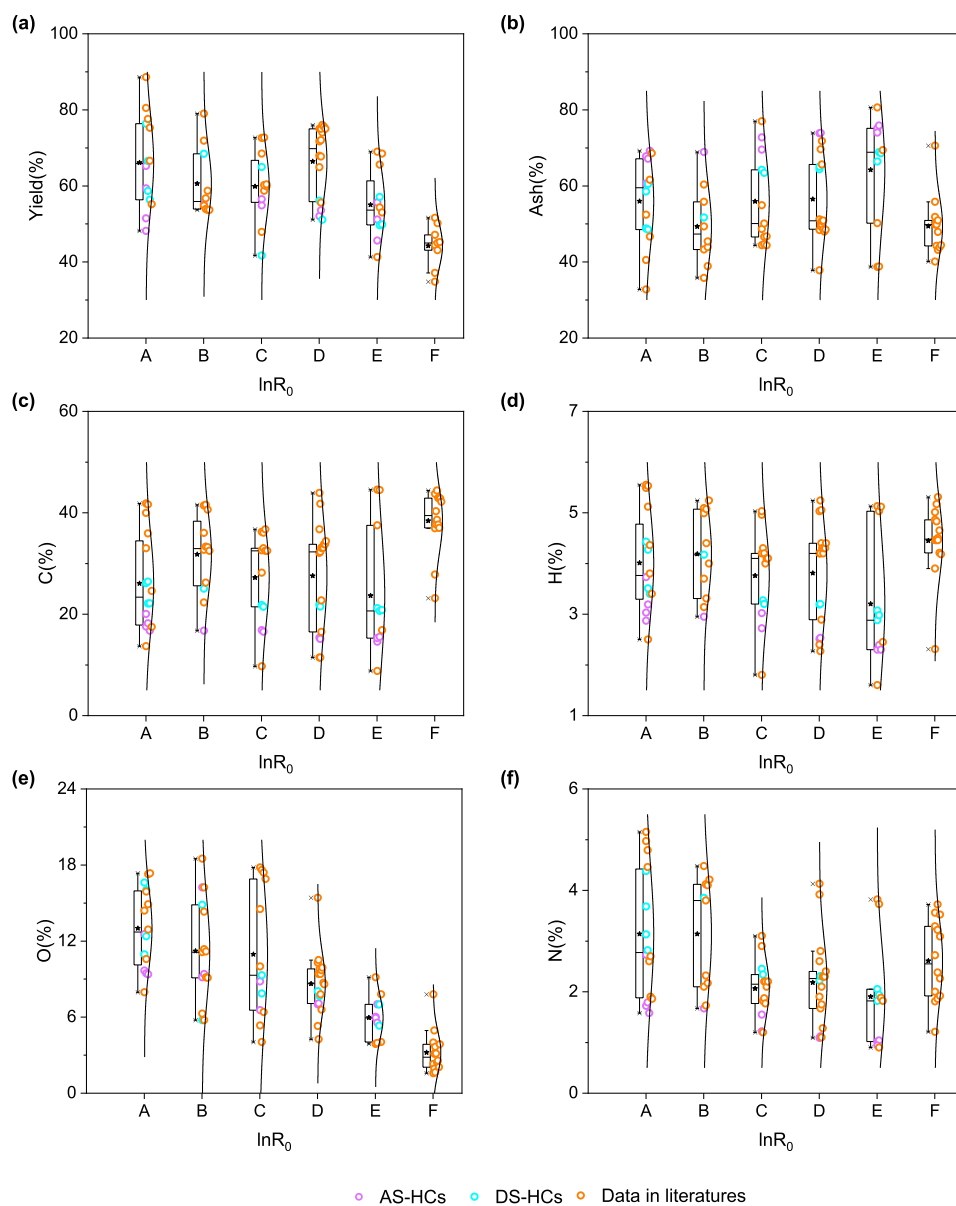 (a)
100
80
60
40
20
Yield(%)
A B C D E F
lnR0
(b)
100
80
60
40
20
Ash(%)
A B C D E F
lnR0
(c)
60
40
20
0
C(%)
A B C D E F
lnR0
(d)
7
5
3
1
H(%)
A B C D E F
lnR0
(e)
24
18
12
6
0
O(%)
A B C D E F
lnR0
(f)
6
4
2
0
N(%)
A B C D E F
lnR0
AS-HCs DS-HCs Data in literatures